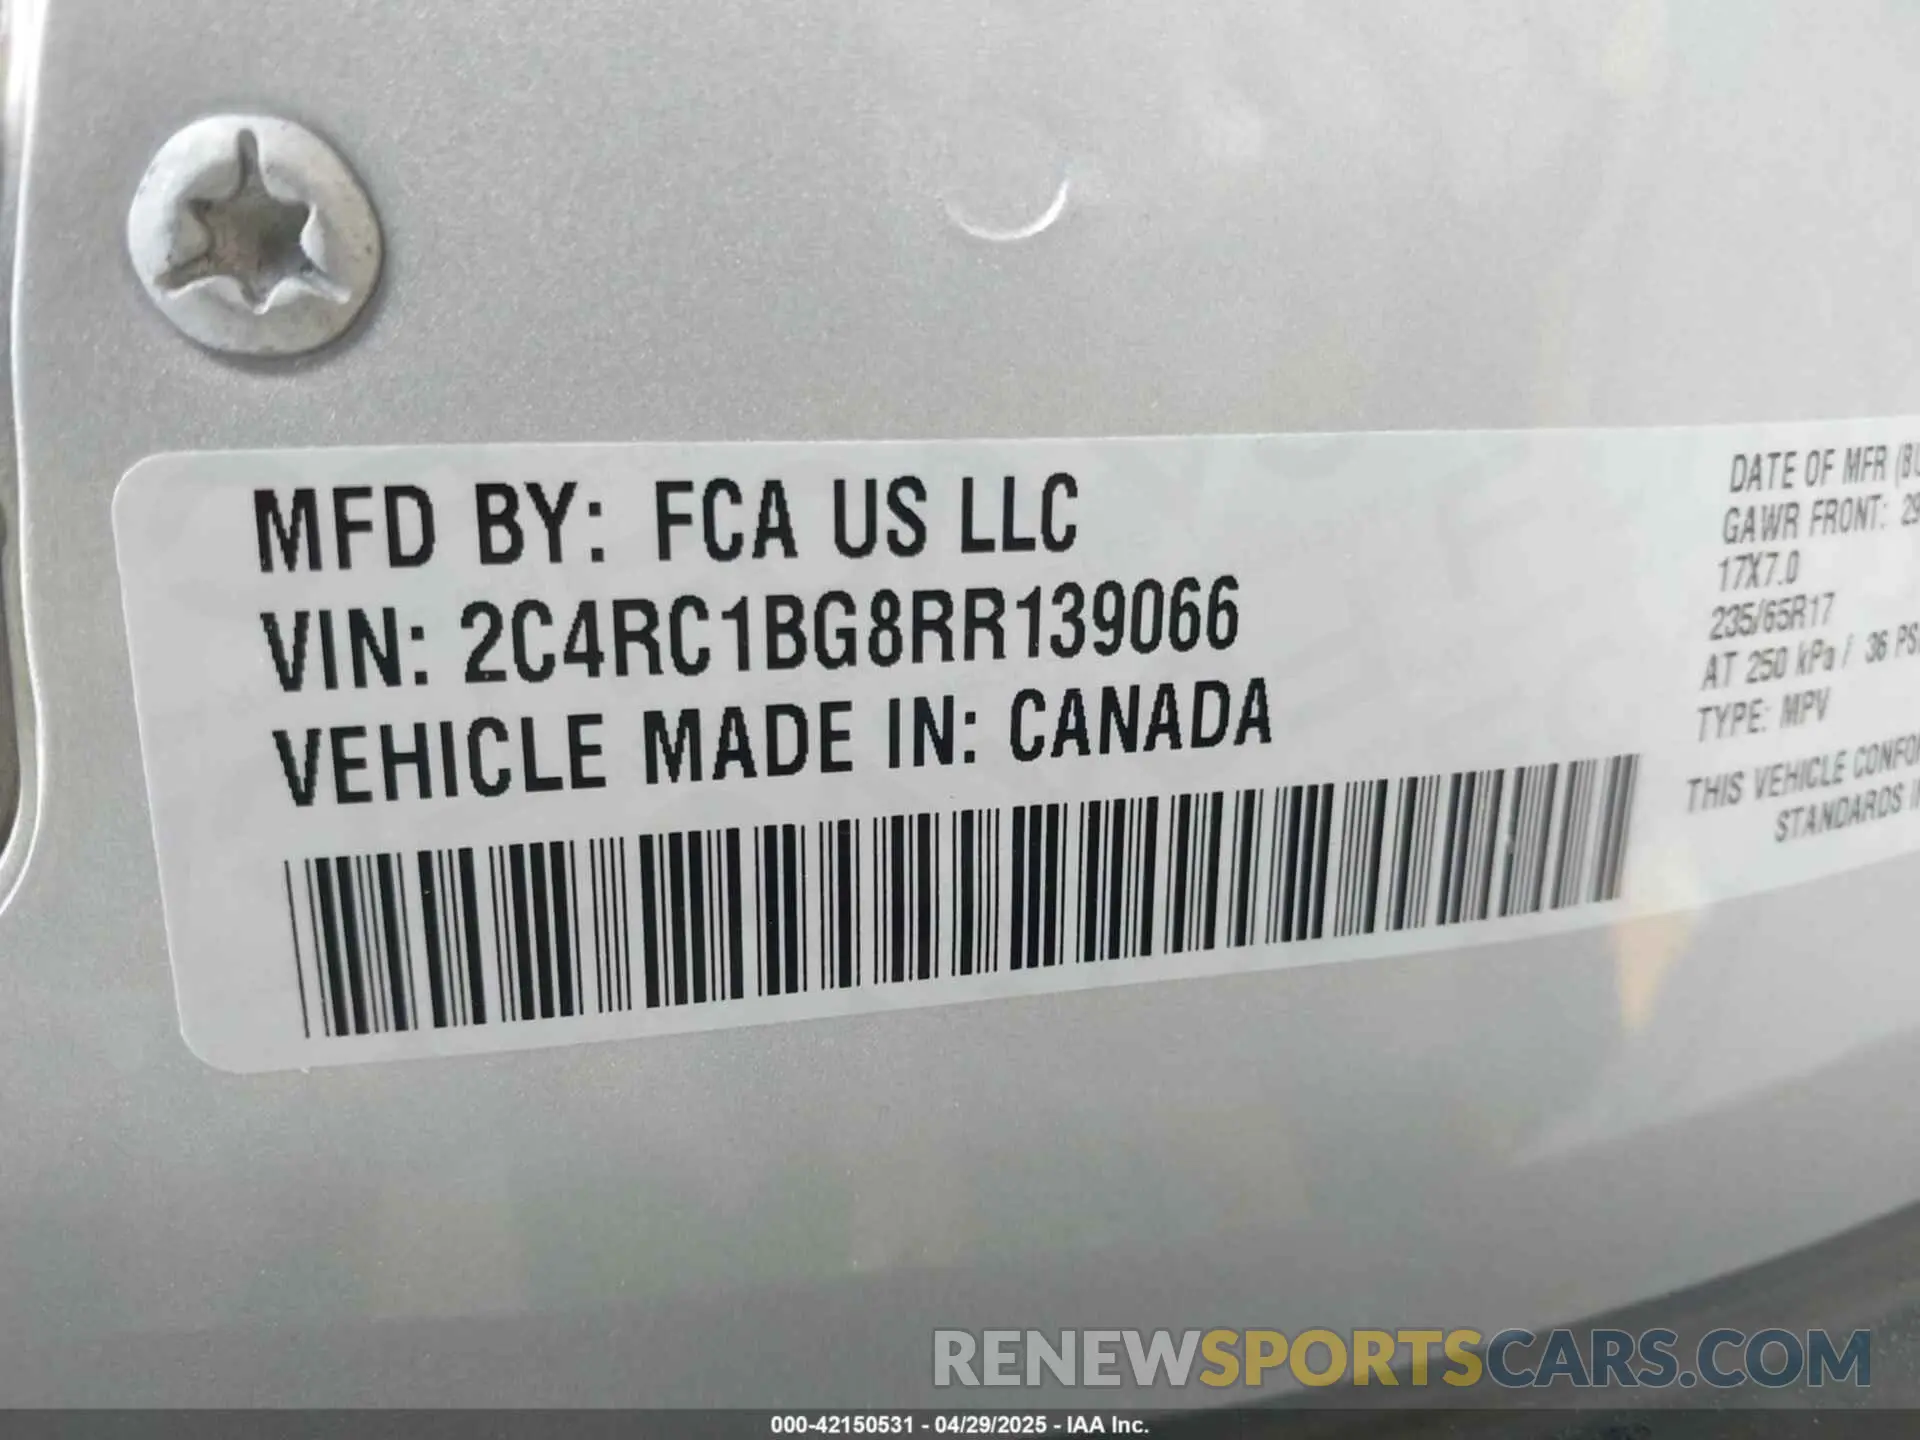 MFD BY: FCA US LLC
VIN: 2C4RC1BG8RR139066
VEHICLE MADE IN: CANADA
DATE OF MFR
GAWR FRONT: 29
17X7.0
235/65R17
AT 250 kPa / 36 PSI
TYPE: MPV
THIS VEHICLE
STANDARDS
RENEWSPORTSCARS.COM
000-42150531 - 04/29/2025 - IAA Inc.